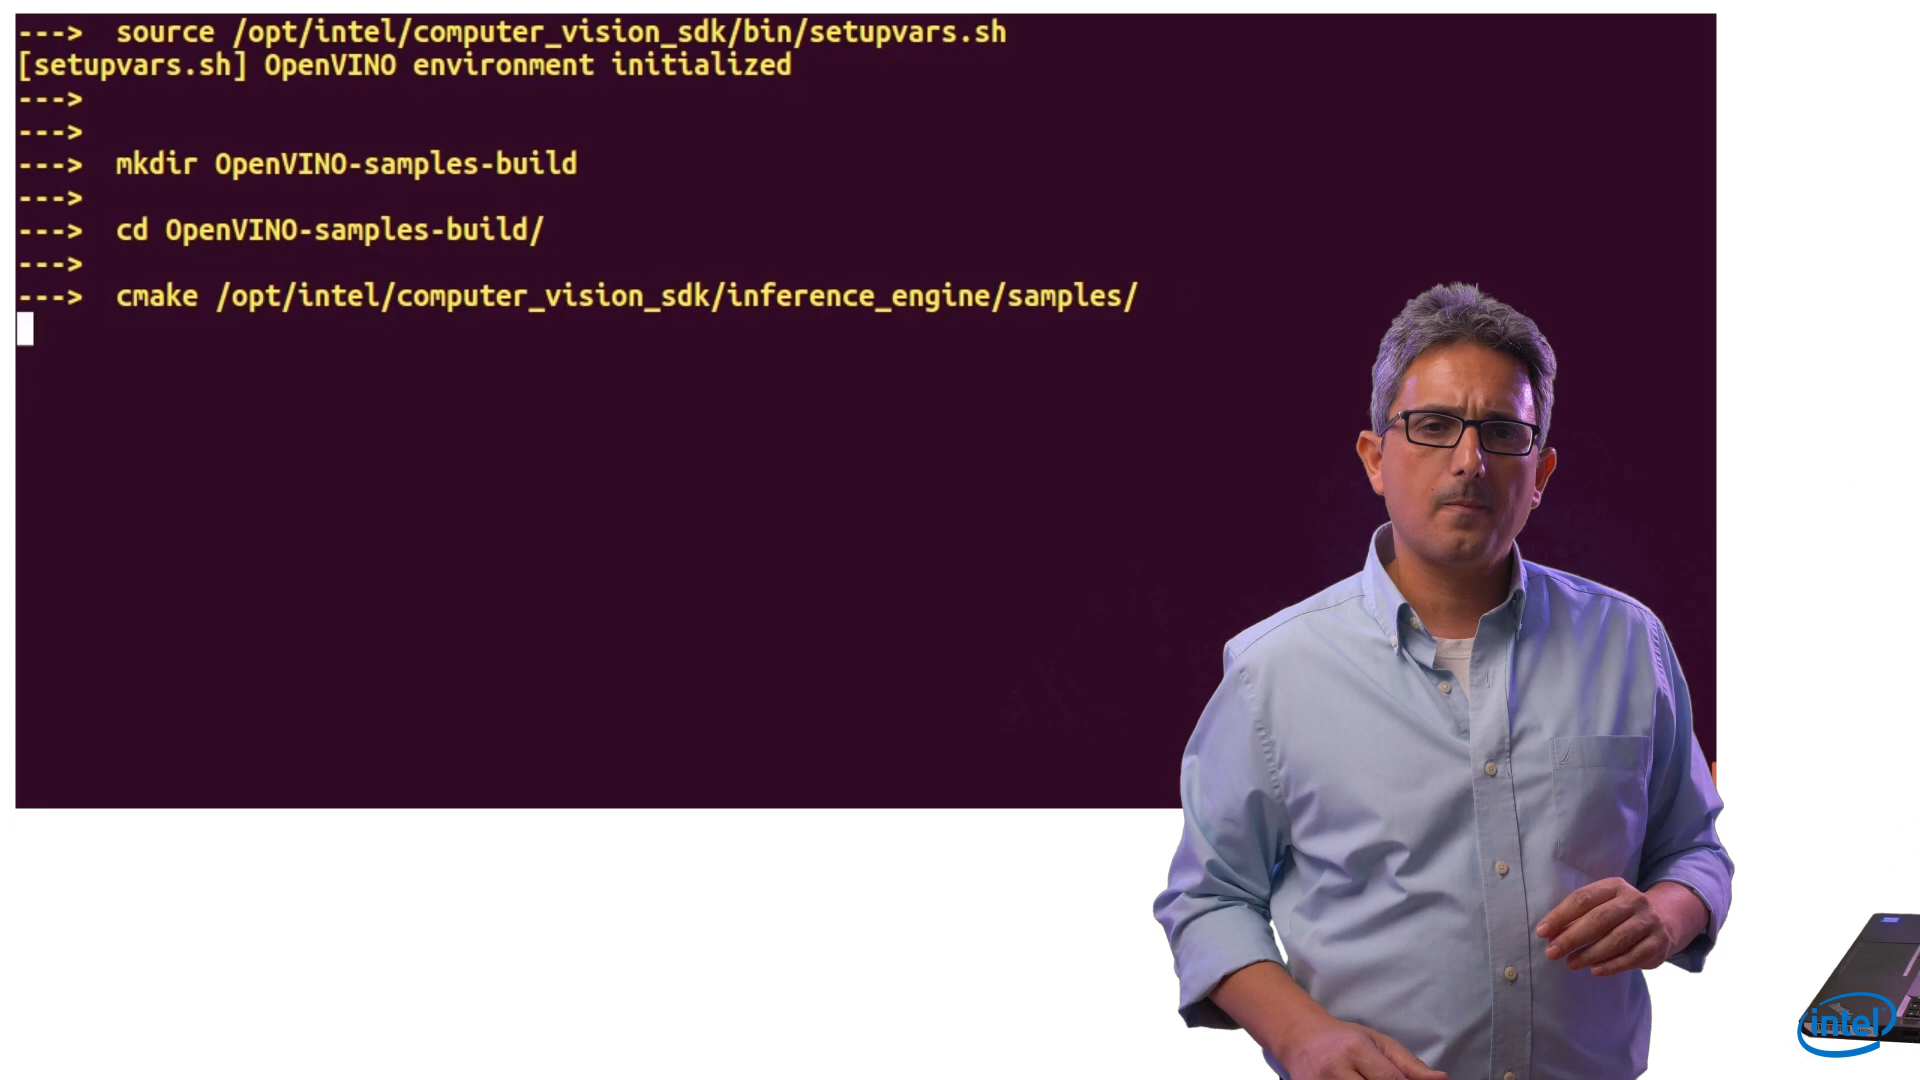 ---> source /opt/intel/computer_vision_sdk/bin/setupvars.sh
[setupvars.sh] OpenVINO environment initialized
--->
--->
---> mkdir OpenVINO-samples-build
--->
---> cd OpenVINO-samples-build/
--->
---> cmake /opt/intel/computer_vision_sdk/inference_engine/samples/
intel